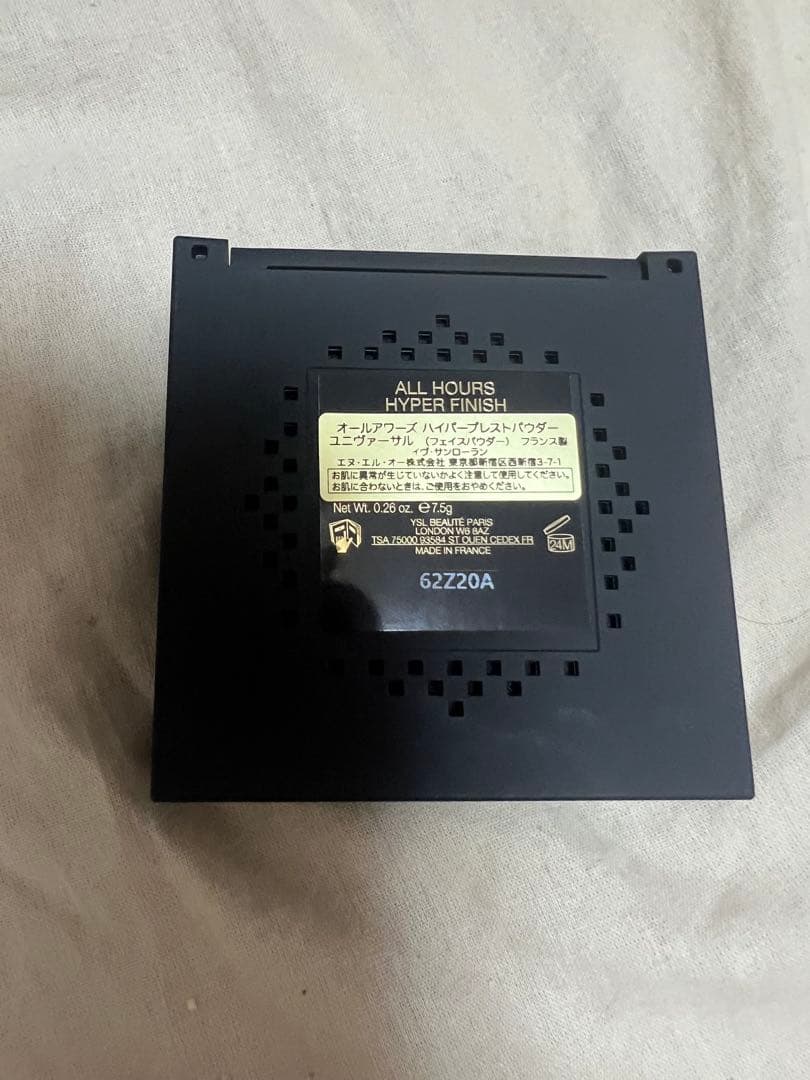 ALL HOURS
HYPER FINISH
オールアワーズ ハイパープレストパウダー
ユニヴァーサル (フェイスパウダー) フランス製
イヴ・サンローラン
エヌ・エル・オー株式会社 東京都新宿区西新宿3-7-1
お肌に異常が生じていないかよく注意して使用してください。
お肌に合わないときは、ご使用をおやめください。
Net Wt. 0.26 oz. ℮7.5g
YSL BEAUTÉ PARIS
LONDON W6 8AZ
TSA 75000 93584 ST OUEN CEDEX FR
MADE IN FRANCE
24M
62Z20A